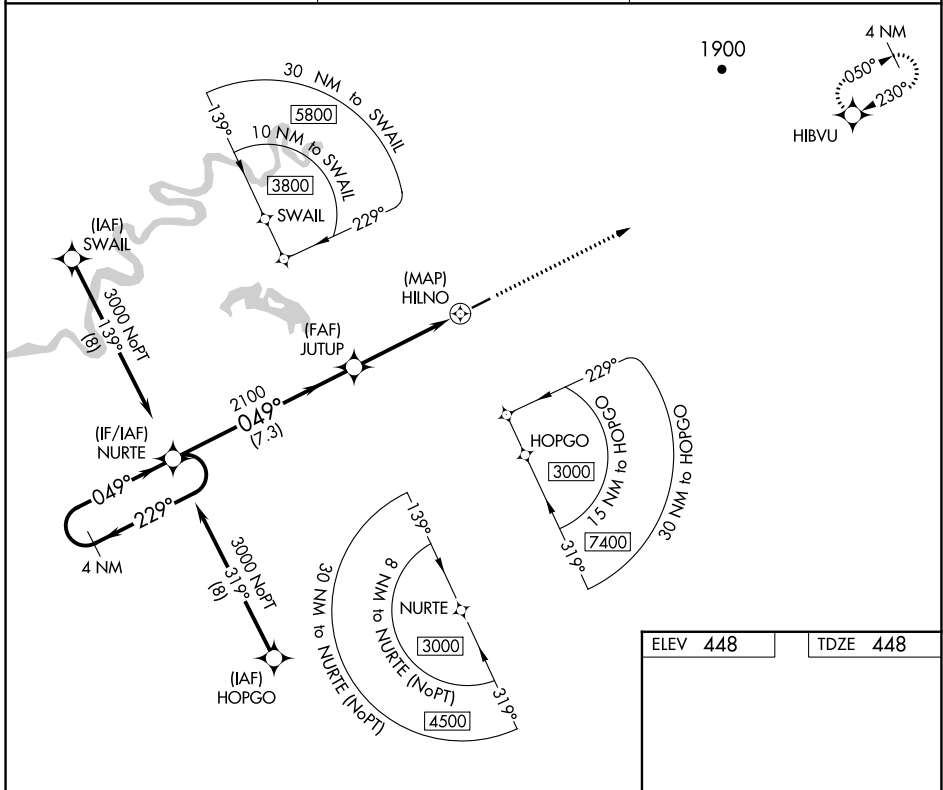 4 NM
050°
230°
HIBVU
1900
30 NM to SWAIL
5800
139°
10 NM to SWAIL
3800
SWAIL
229°
(IAF)
SWAIL
3000 NoPT
139°
(8)
(MAP)
HILNO
(FAF)
JUTUP
2100
049°
(7.3)
(IF/IAF)
NURTE
049°
229°
4 NM
3000 NoPT
319°
(8)
(IAF)
HOPGO
229°
HOPGO
3000
15 NM to HOPGO
30 NM to HOPGO
7400
319°
139°
NURTE
3000
8 NM to NURTE (NoPT)
30 NM to NURTE (NoPT)
4500
319°
ELEV 448
TDZE 448